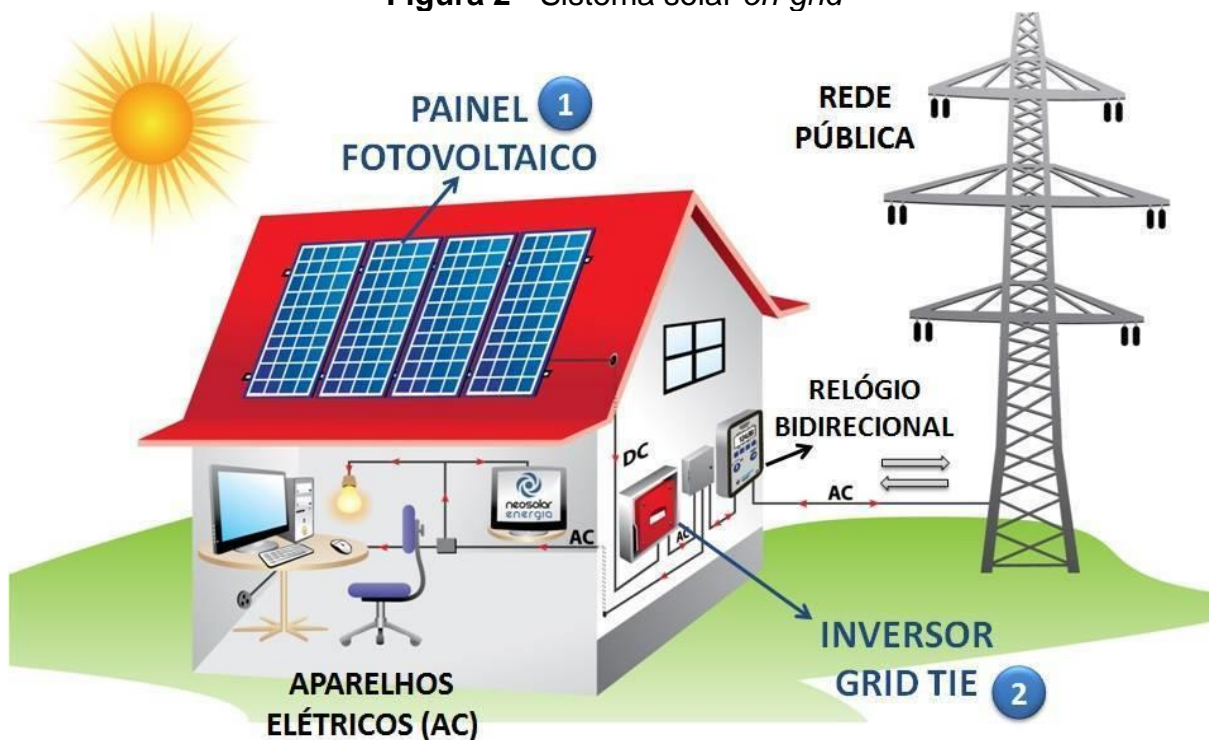 Figura 2 - Sistema solar on grid
PAINEL 1
FOTOVOLTAICO
REDE
PÚBLICA
RELÓGIO
BIDIRECIONAL
DC
AC
neosolar
energia
AC
AC
INVERSOR
GRID TIE 2
APARELHOS
ELÉTRICOS (AC)